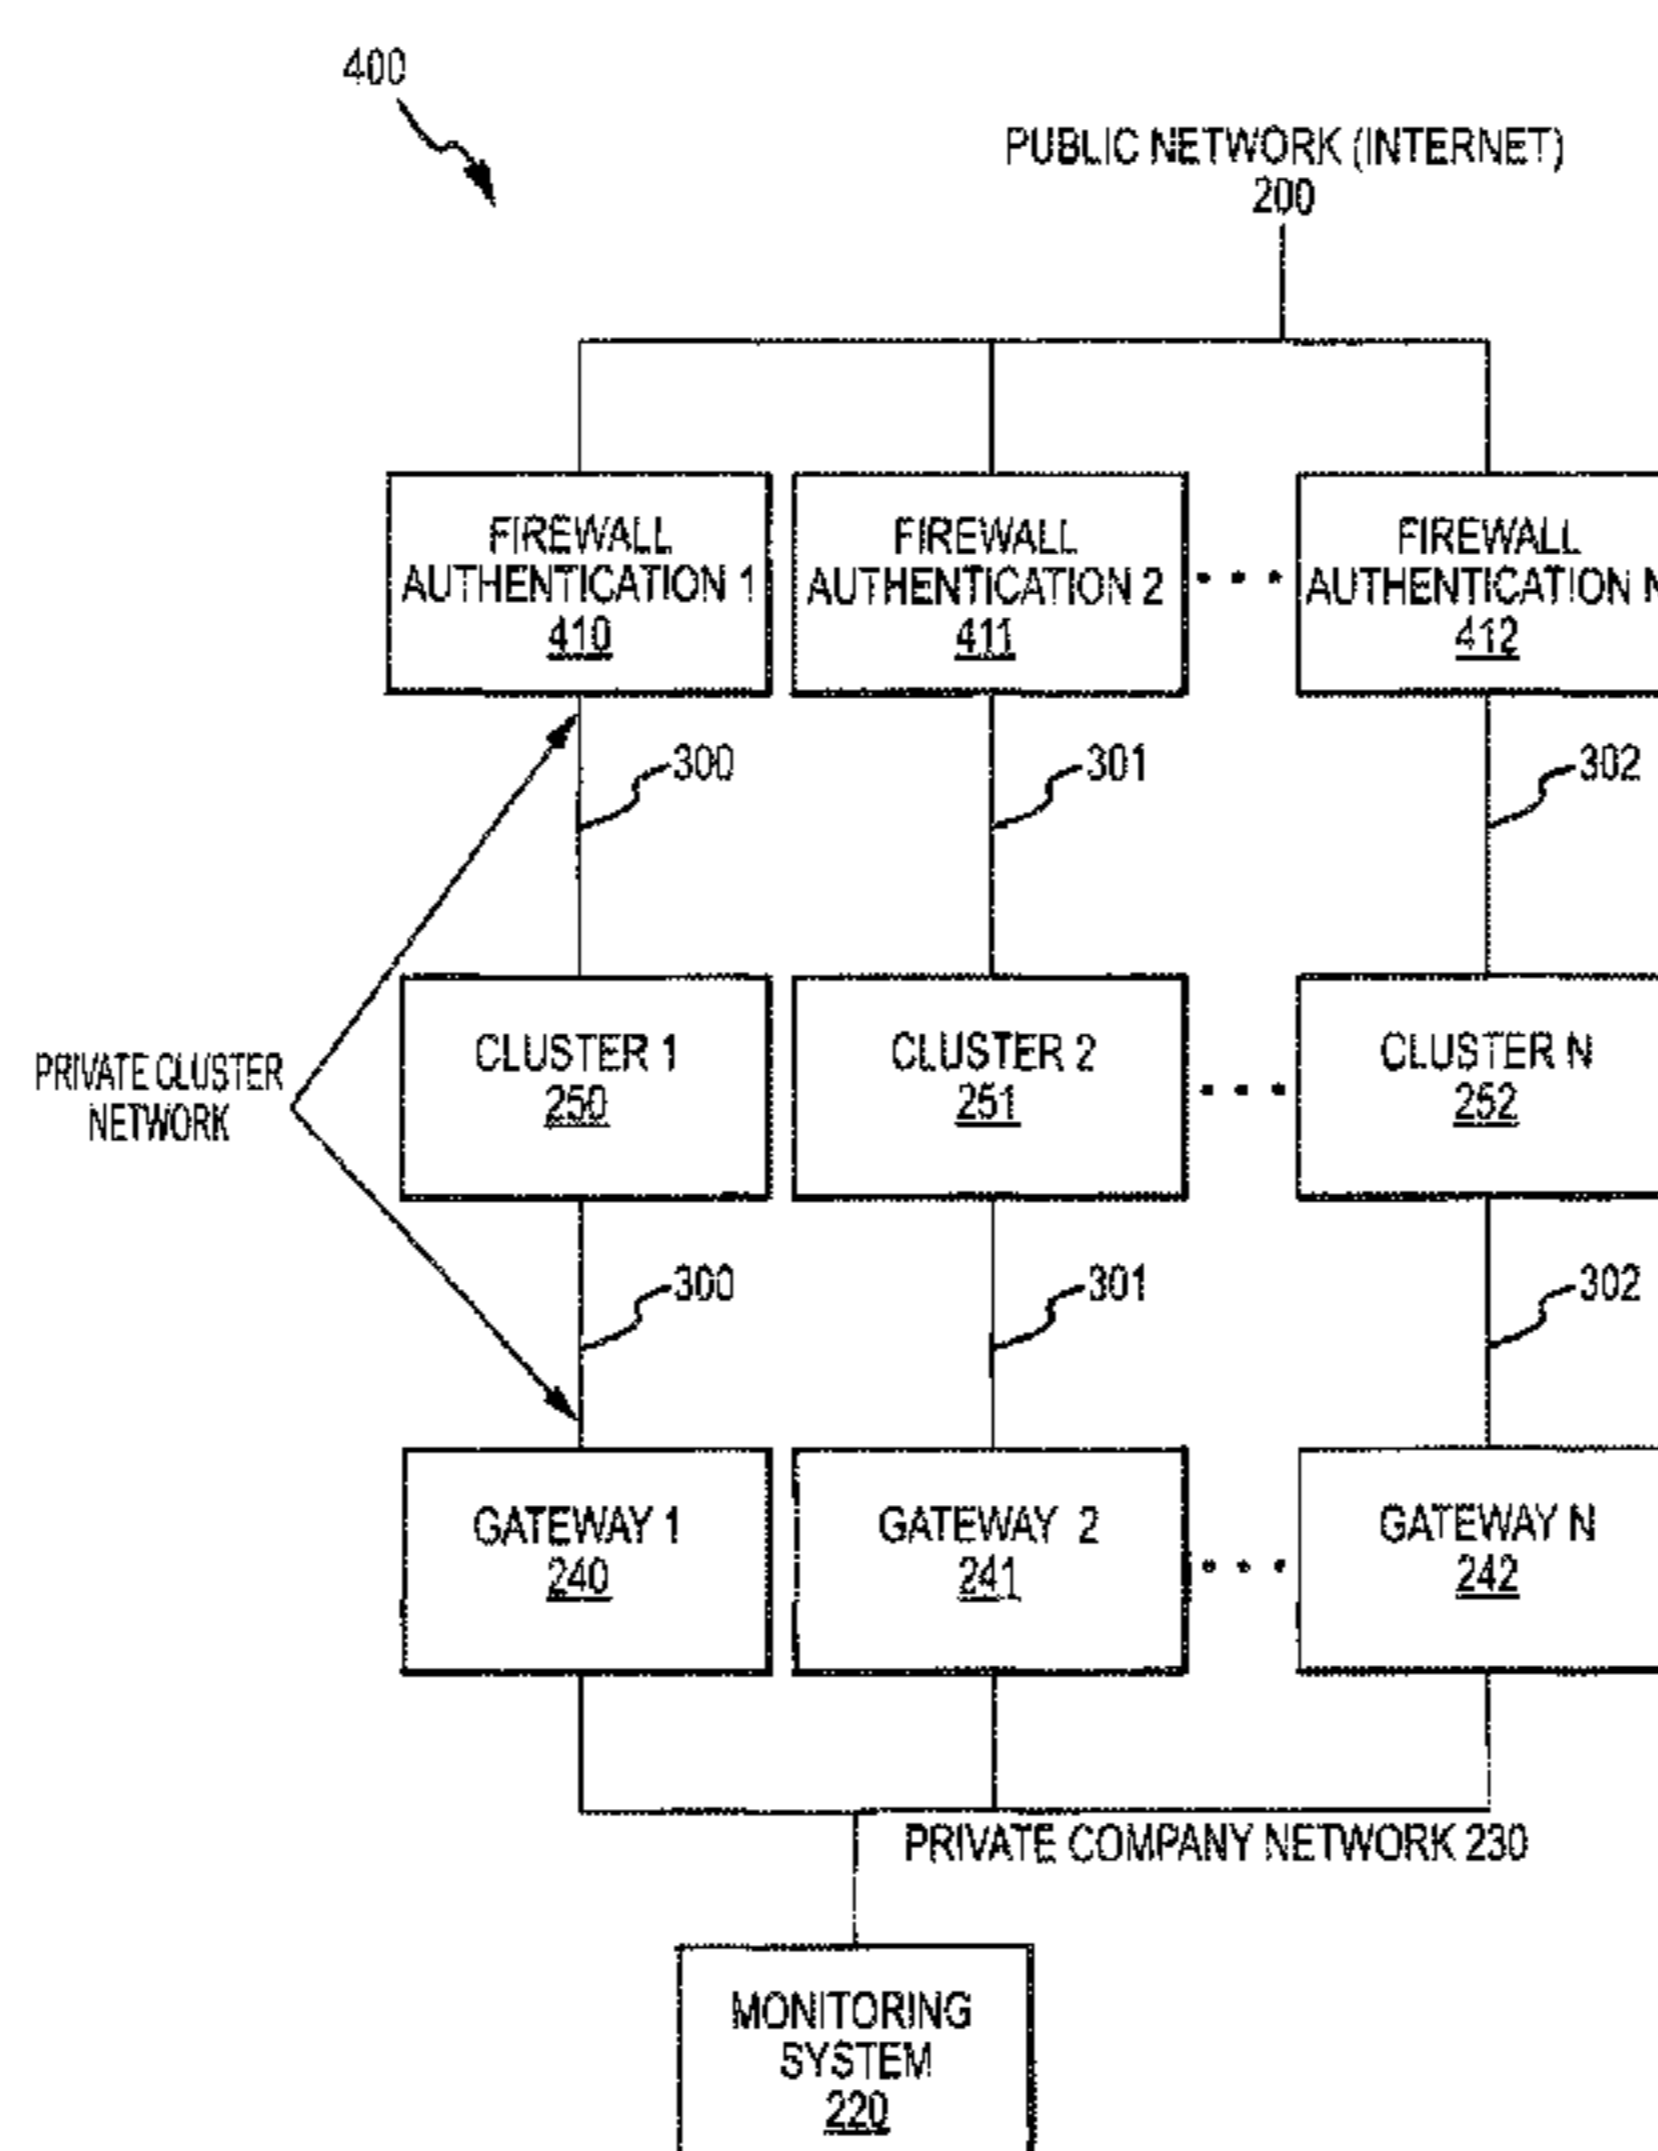 400
PUBLIC NETWORK (INTERNET)
200
FIREWALL
AUTHENTICATION 1
410
FIREWALL
AUTHENTICATION 2
411
• • •
FIREWALL
AUTHENTICATION N
412
300
301
302
PRIVATE CLUSTER
NETWORK
CLUSTER 1
250
CLUSTER 2
251
• • •
CLUSTER N
252
300
301
302
GATEWAY 1
240
GATEWAY 2
241
• • •
GATEWAY N
242
PRIVATE COMPANY NETWORK 230
MONITORING
SYSTEM
220